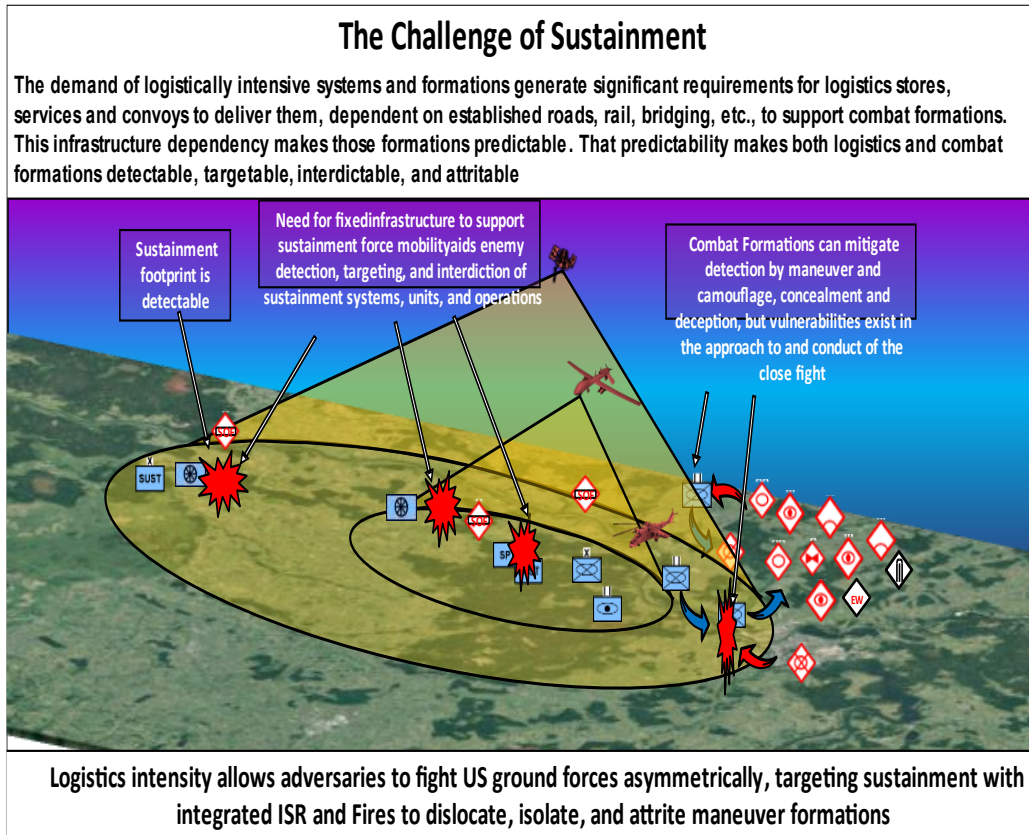 The Challenge of Sustainment
The demand of logistically intensive systems and formations generate significant requirements for logistics stores,
services and convoys to deliver them, dependent on established roads, rail, bridging, etc., to support combat formations.
This infrastructure dependency makes those formations predictable. That predictability makes both logistics and combat
formations detectable, targetable, interdictable, and attritable
Sustainment
footprint is
detectable
Need for fixedinfrastructure to support
sustainment force mobilityaids enemy
detection, targeting, and interdiction of
sustainment systems, units, and operations
Combat Formations can mitigate
detection by maneuver and
camouflage, concealment and
deception, but vulnerabilities exist in
the approach to and conduct of the
close fight
SOF
X
SUST
SOF
SOF
SP
X
EW
Logistics intensity allows adversaries to fight US ground forces asymmetrically, targeting sustainment with
integrated ISR and Fires to dislocate, isolate, and attrite maneuver formations